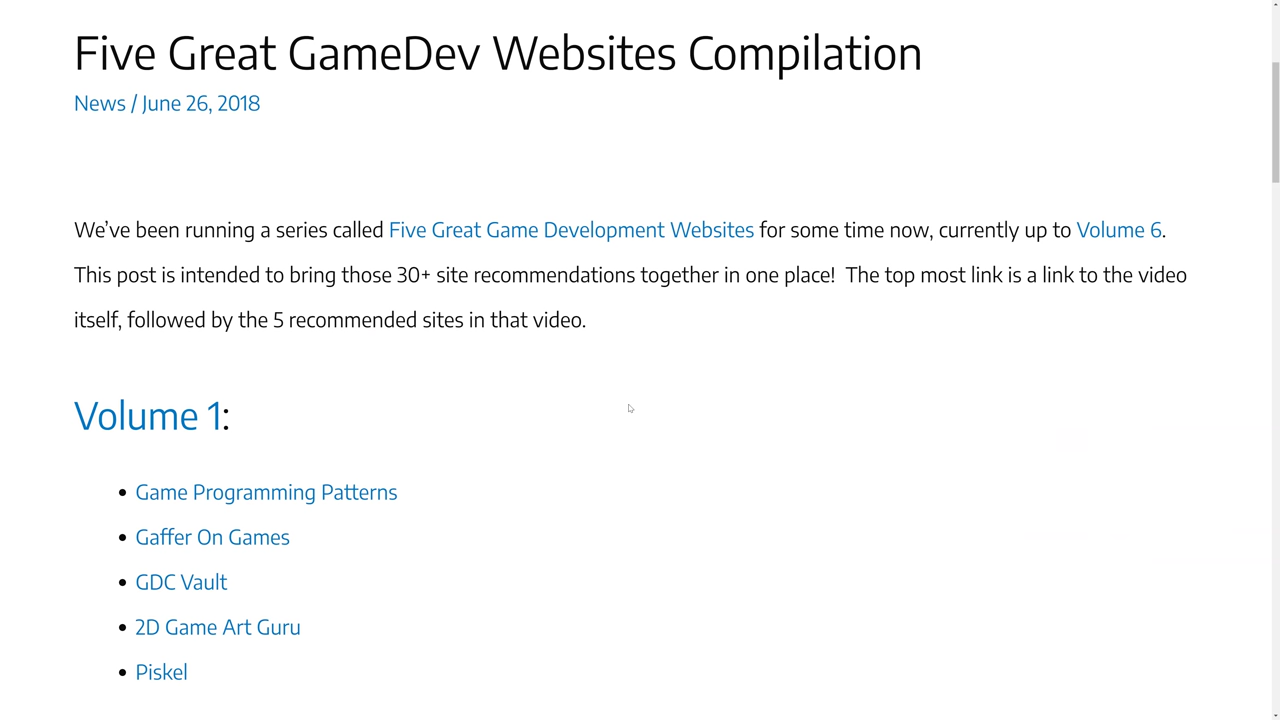 Five Great GameDev Websites Compilation
News / June 26, 2018
We’ve been running a series called Five Great Game Development Websites for some time now, currently up to Volume 6.
This post is intended to bring those 30+ site recommendations together in one place!  The top most link is a link to the video
itself, followed by the 5 recommended sites in that video.
Volume 1:
• Game Programming Patterns
• Gaffer On Games
• GDC Vault
• 2D Game Art Guru
• Piskel